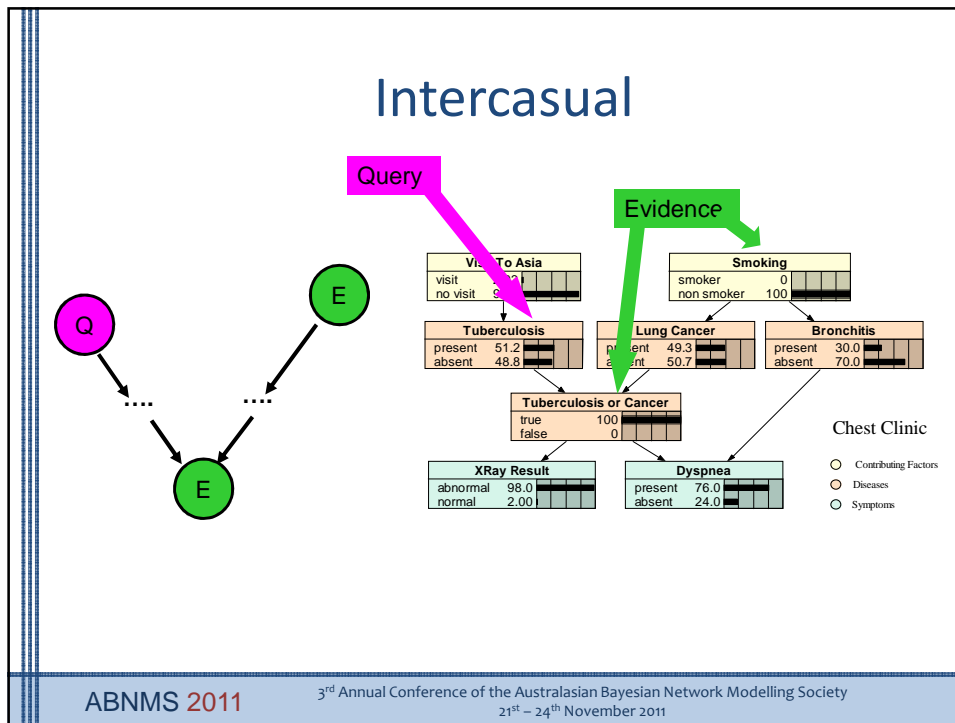 Intercasual
Query
Evidence
Q
E
....
....
E
Visit To Asia
visit
no visit
Smoking
smoker 0
non smoker 100
Tuberculosis
present 51.2
absent 48.8
Lung Cancer
present 49.3
absent 50.7
Bronchitis
present 30.0
absent 70.0
Tuberculosis or Cancer
true 100
false 0
XRay Result
abnormal 98.0
normal 2.00
Dyspnea
present 76.0
absent 24.0
Chest Clinic
Contributing Factors
Diseases
Symptoms
ABNMS 2011
3rd Annual Conference of the Australasian Bayesian Network Modelling Society
21st – 24th November 2011